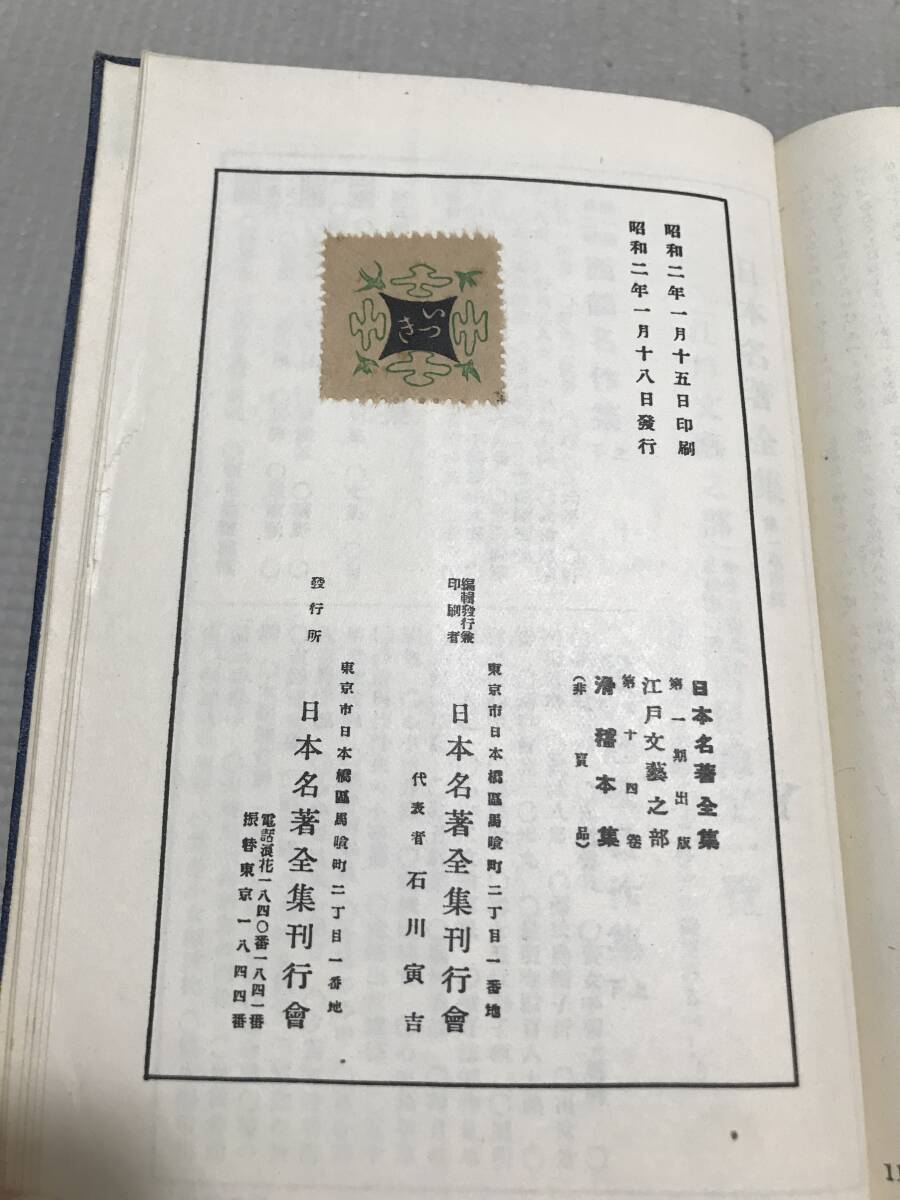 昭和二年一月十五日印刷
昭和二年一月十八日發行
いつき
日本名著全集
第一期出版
江戸文藝之部
第十四卷
滑稽本集
(非賣品)
編輯發行兼
印刷者
東京市日本橋區馬喰町二丁目一番地
日本名著全集刊行會
代表者 石川寅吉
發行所
東京市日本橋區馬喰町二丁目一番地
日本名著全集刊行會
電話浪花一八四〇番一八四一番
振替東京一八四四番
11